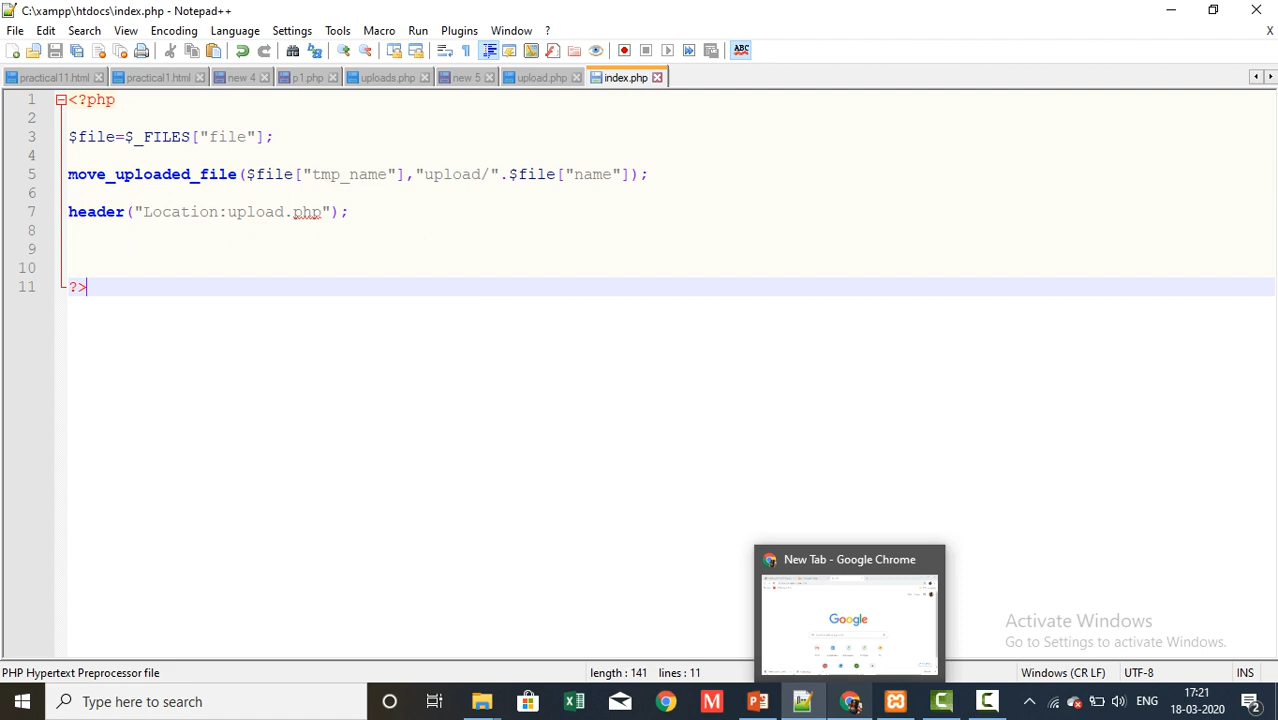 C:\xampp\htdocs\index.php - Notepad++
File Edit Search View Encoding Language Settings Tools Macro Run Plugins Window ? X
ABC
practical11.html practical1.html new 4 p1.php uploads.php new 5 upload.php index.php
1 <?php
2
3 $file=$_FILES["file"];
4
5 move_uploaded_file($file["tmp_name"],"upload/".$file["name"]);
6
7 header("Location:upload.php");
8
9
10
11 ?>
New Tab - Google Chrome
Google
Activate Windows
Go to Settings to activate Windows.
PHP Hypertext Preprocessor file length : 141 lines : 11 Windows (CR LF) UTF-8 INS
Type here to search ENG 17:21
18-03-2020 2